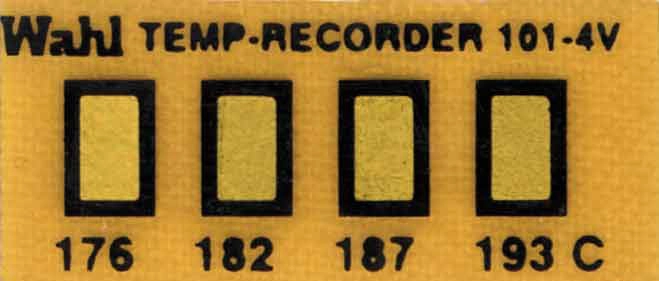 Wahl TEMP-RECORDER 101-4V
176 182 187 193 C